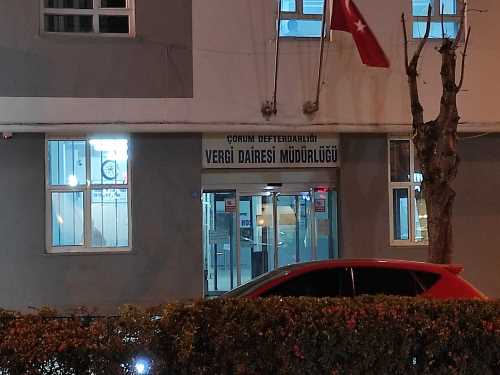 ÇORUM DEFTERDARLIĞI
VERGİ DAİRESİ MÜDÜRLÜĞÜ